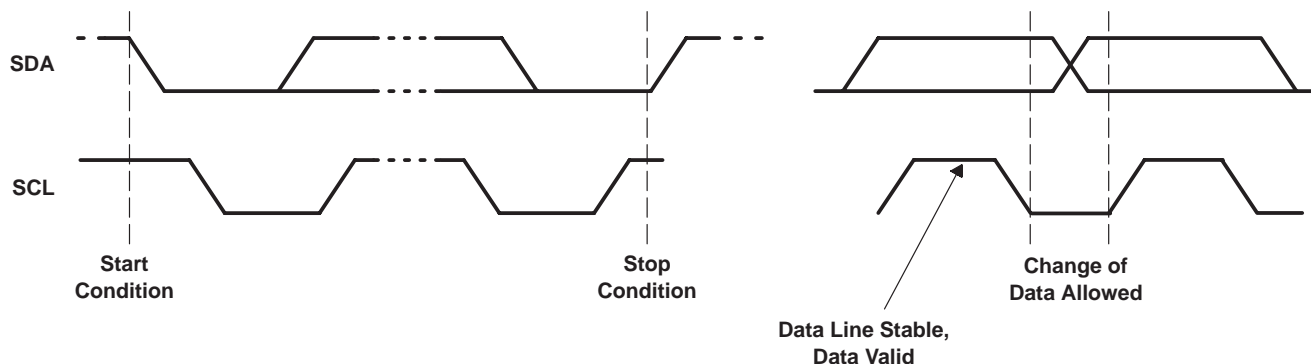 SDA
SCL
Start
Condition
Stop
Condition
Change of
Data Allowed
Data Line Stable,
Data Valid